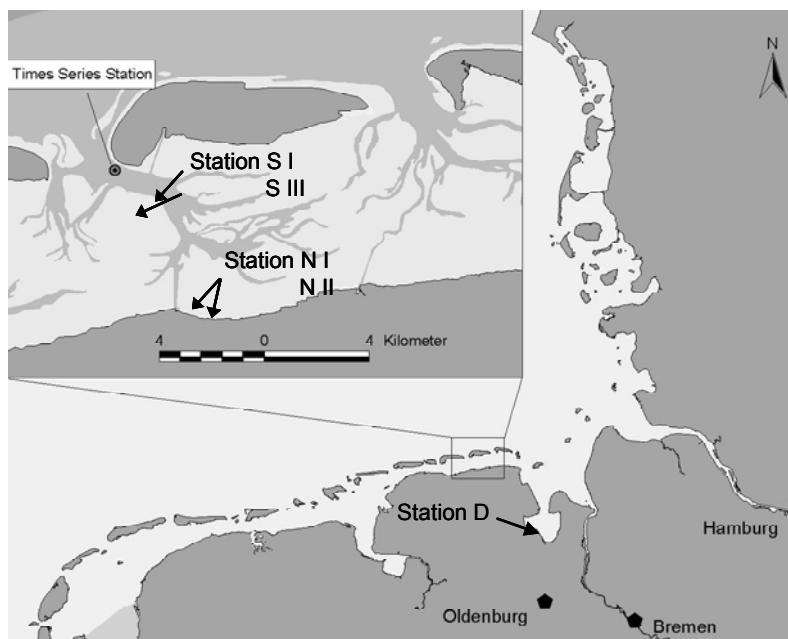 N
Times Series Station
Station S I
S III
Station N I
N II
4 0 4 Kilometer
Station D
Hamburg
Oldenburg
Bremen